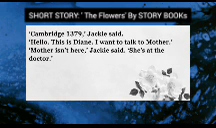 SHORT STORY: ' The Flowers' By STORY BOOKs
‘Cambridge 1379,’ Jackie said.
‘Hello. This is Diane. I want to talk to Mother.’
‘Mother isn't here,’ Jackie said. ‘She's at the
doctor.’